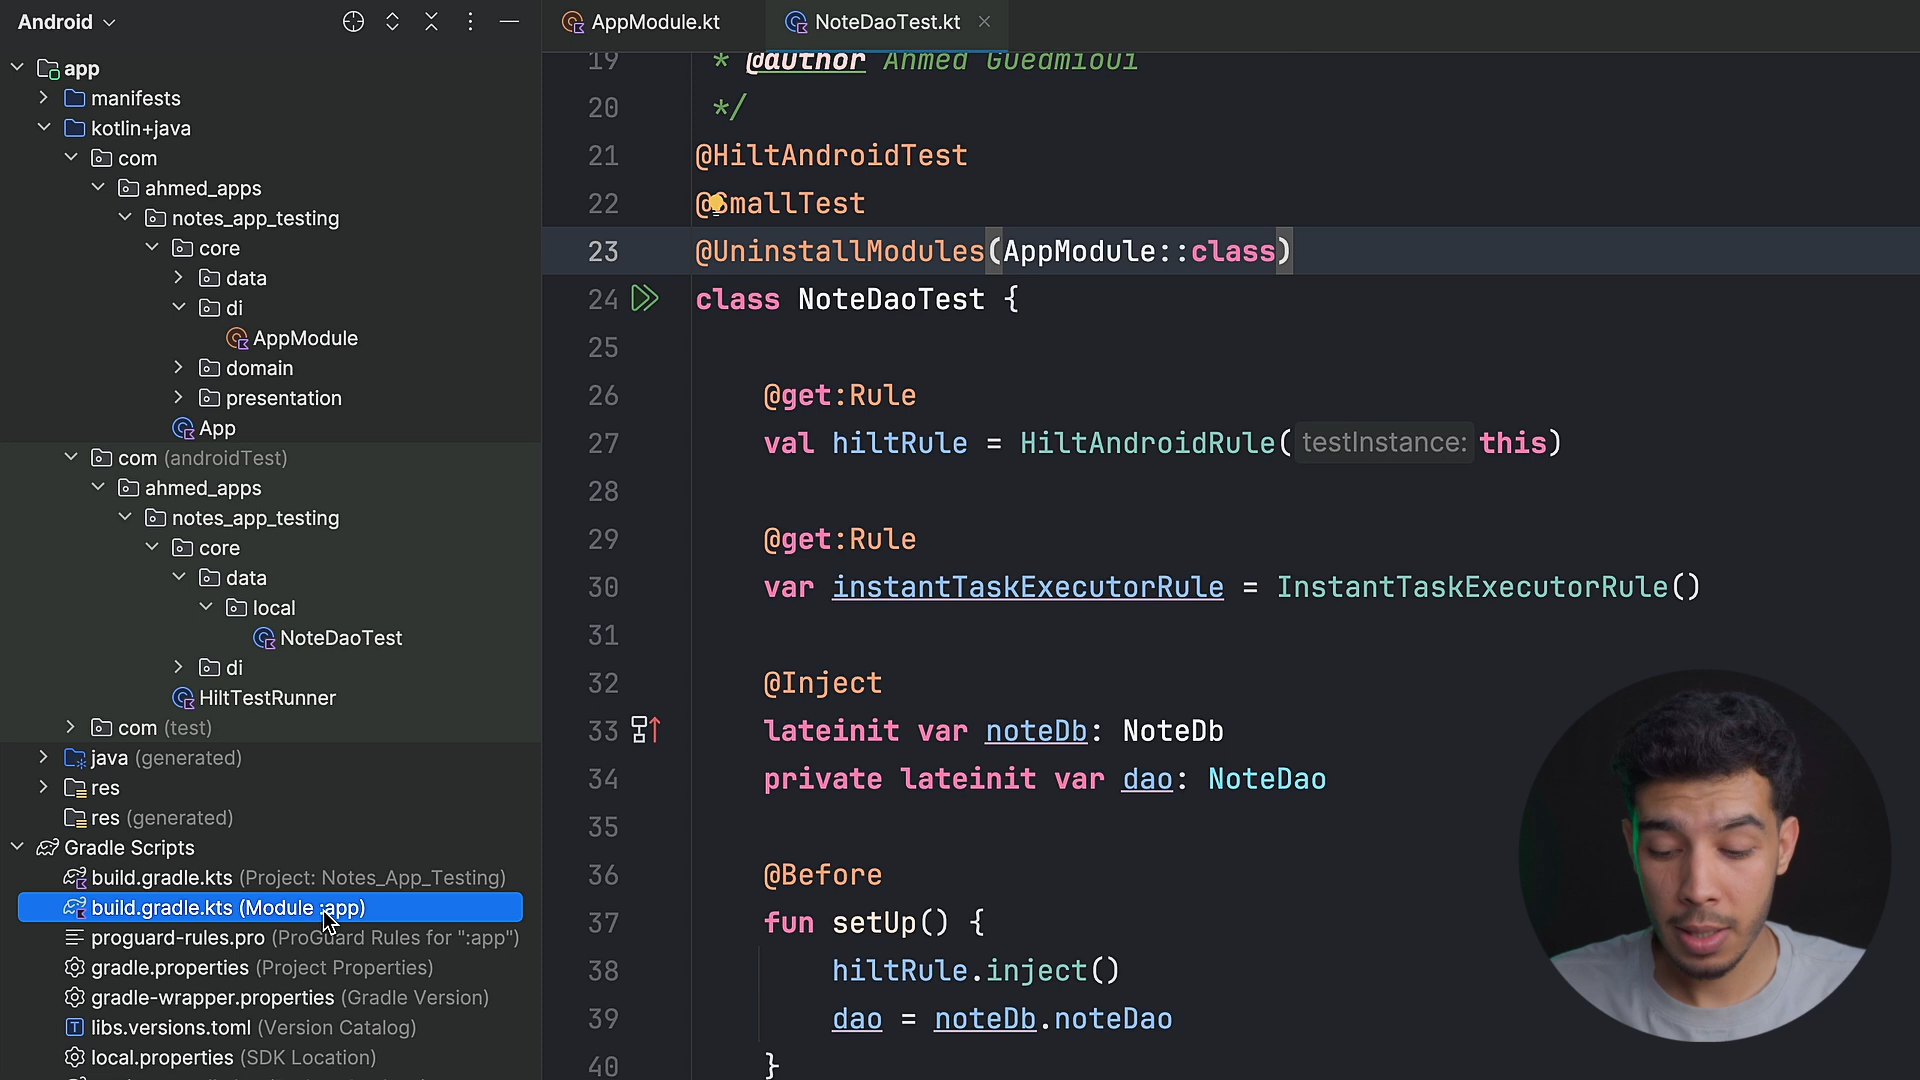 Android
app
manifests
kotlin+java
com
ahmed_apps
notes_app_testing
core
data
di
AppModule
domain
presentation
App
com (androidTest)
ahmed_apps
notes_app_testing
core
data
local
NoteDaoTest
di
HiltTestRunner
com (test)
java (generated)
res
res (generated)
Gradle Scripts
build.gradle.kts (Project: Notes_App_Testing)
build.gradle.kts (Module :app)
proguard-rules.pro (ProGuard Rules for ":app")
gradle.properties (Project Properties)
gradle-wrapper.properties (Gradle Version)
libs.versions.toml (Version Catalog)
local.properties (SDK Location)
AppModule.kt
NoteDaoTest.kt
19 * @author Ahmed Guedmioui
20 */
21 @HiltAndroidTest
22 @SmallTest
23 @UninstallModules(AppModule::class)
24 class NoteDaoTest {
25
26 @get:Rule
27 val hiltRule = HiltAndroidRule( testInstance: this)
28
29 @get:Rule
30 var instantTaskExecutorRule = InstantTaskExecutorRule()
31
32 @Inject
33 lateinit var noteDb: NoteDb
34 private lateinit var dao: NoteDao
35
36 @Before
37 fun setUp() {
38 hiltRule.inject()
39 dao = noteDb.noteDao
40 }